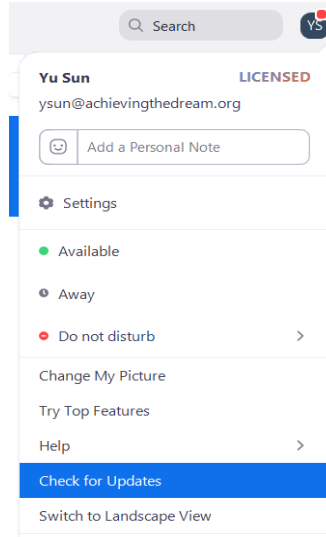 Search
YS
Yu Sun LICENSED
ysun@achievingthedream.org
Add a Personal Note
Settings
Available
Away
Do not disturb
Change My Picture
Try Top Features
Help
Check for Updates
Switch to Landscape View